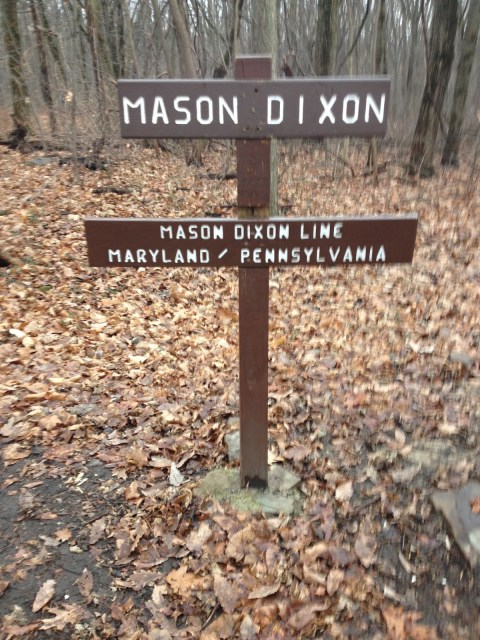 MASON DIXON
MASON DIXON LINE
MARYLAND / PENNSYLVANIA